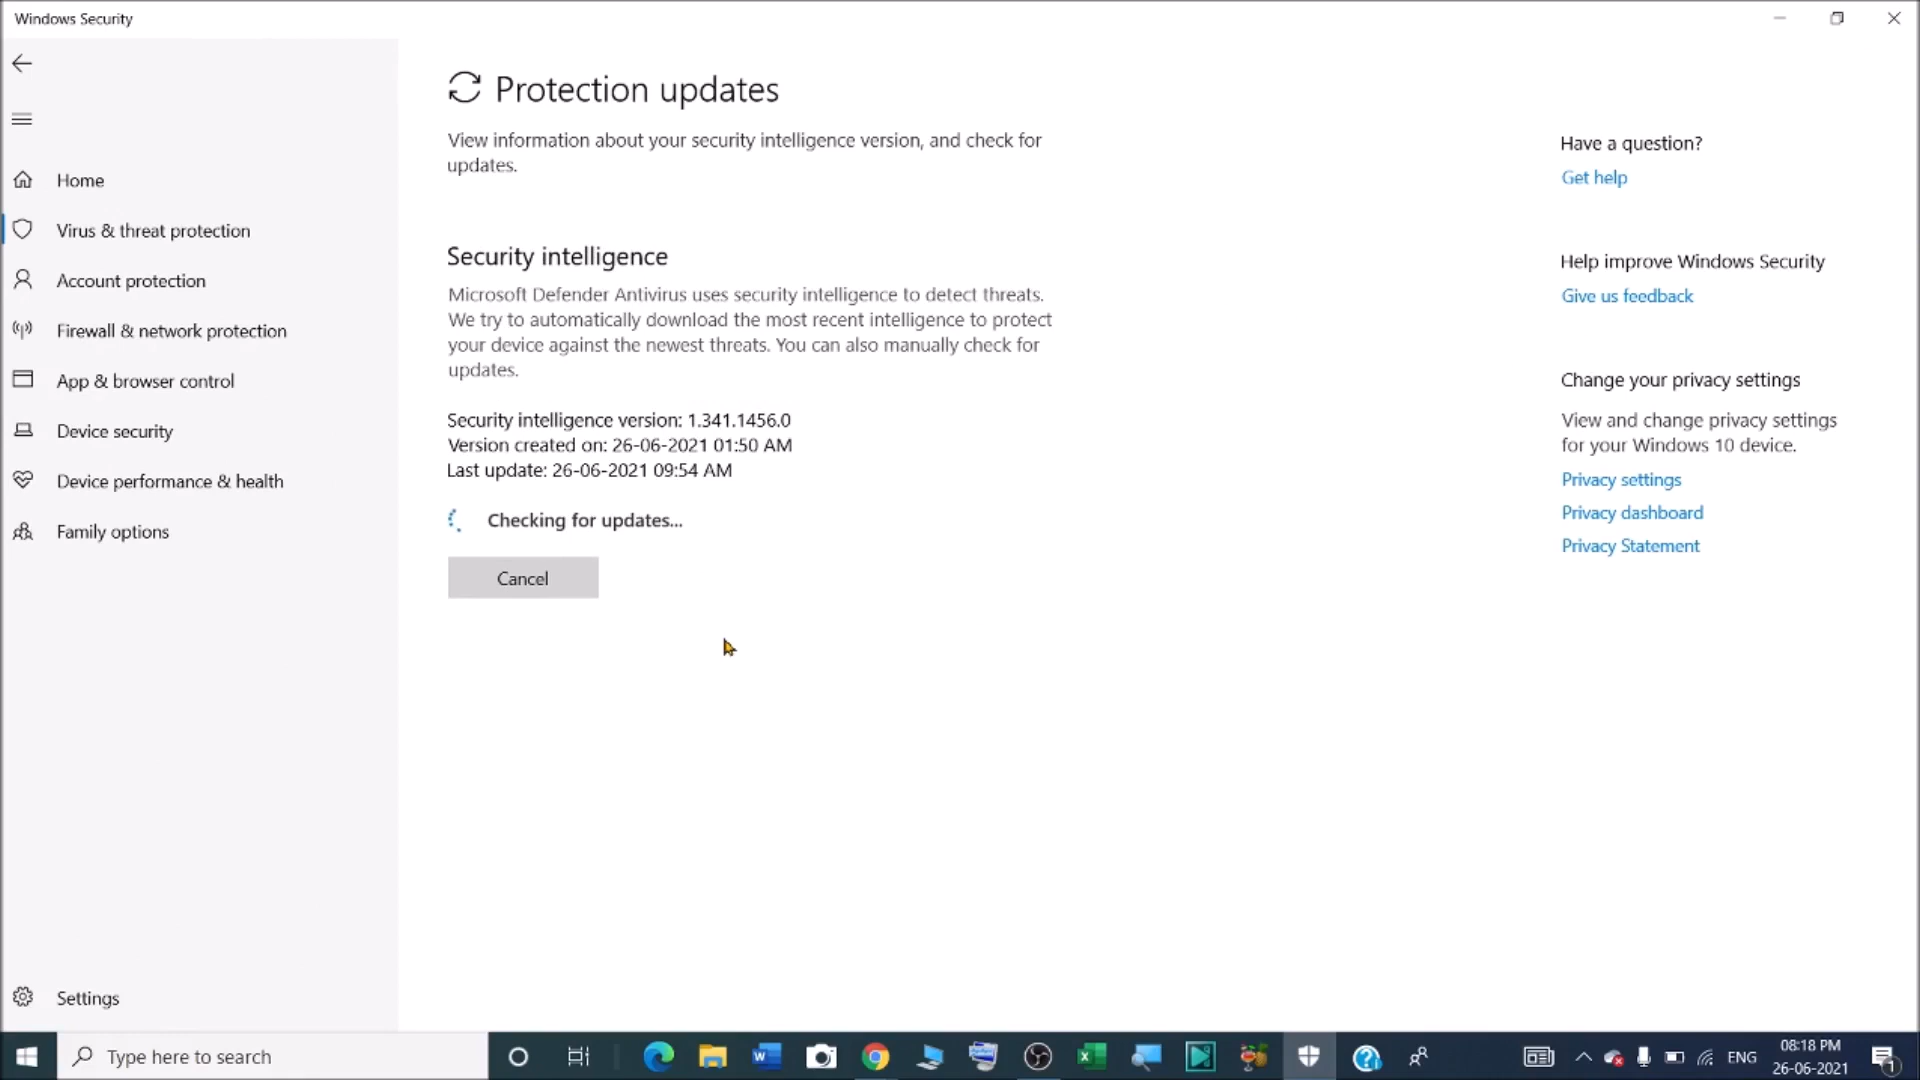 Windows Security
Home
Virus & threat protection
Account protection
Firewall & network protection
App & browser control
Device security
Device performance & health
Family options
Settings
Protection updates
View information about your security intelligence version, and check for
updates.
Security intelligence
Microsoft Defender Antivirus uses security intelligence to detect threats.
We try to automatically download the most recent intelligence to protect
your device against the newest threats. You can also manually check for
updates.
Security intelligence version: 1.341.1456.0
Version created on: 26-06-2021 01:50 AM
Last update: 26-06-2021 09:54 AM
Checking for updates...
Cancel
Have a question?
Get help
Help improve Windows Security
Give us feedback
Change your privacy settings
View and change privacy settings
for your Windows 10 device.
Privacy settings
Privacy dashboard
Privacy Statement
Type here to search
ENG
08:18 PM
26-06-2021
1